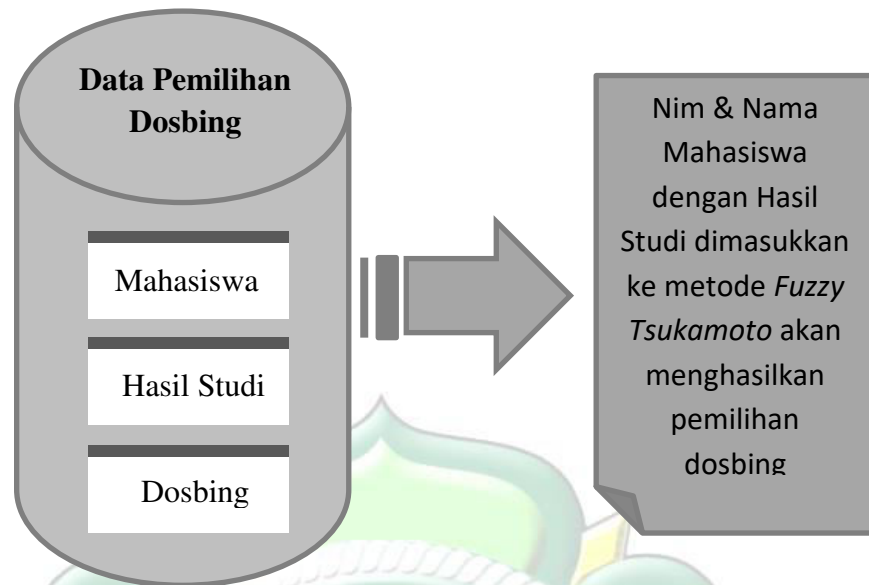 Data Pemilihan
Dosbing
Mahasiswa
Hasil Studi
Dosbing
Nim & Nama
Mahasiswa
dengan Hasil
Studi dimasukkan
ke metode Fuzzy
Tsukamoto akan
menghasilkan
pemilihan
dosbing